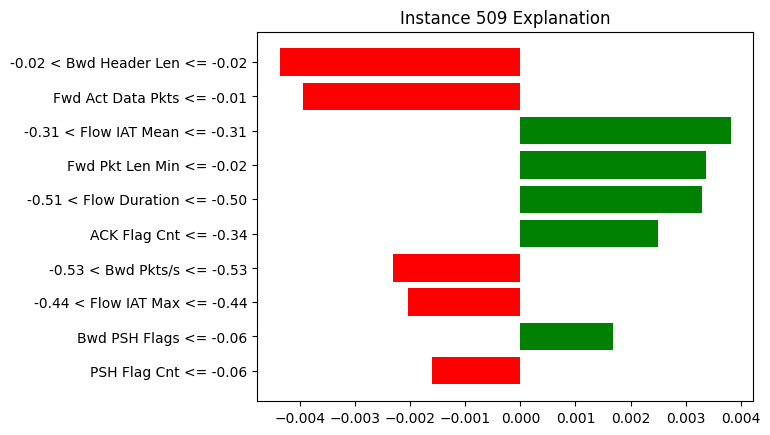 Instance 509 Explanation
-0.02 < Bwd Header Len <= -0.02
Fwd Act Data Pkts <= -0.01
-0.31 < Flow IAT Mean <= -0.31
Fwd Pkt Len Min <= -0.02
-0.51 < Flow Duration <= -0.50
ACK Flag Cnt <= -0.34
-0.53 < Bwd Pkts/s <= -0.53
-0.44 < Flow IAT Max <= -0.44
Bwd PSH Flags <= -0.06
PSH Flag Cnt <= -0.06
−0.004 −0.003 −0.002 −0.001 0.000 0.001 0.002 0.003 0.004